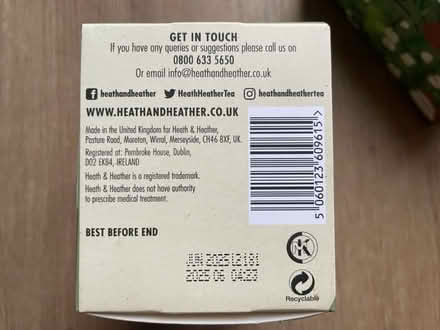 GET IN TOUCH
If you have any queries or suggestions please call us on
0800 633 5650
Or email info@heathandheather.co.uk
heathandheather HeathHeatherTea heathandheathertea
WWW.HEATHANDHEATHER.CO.UK
Made in the United Kingdom for Heath & Heather,
Pasture Road, Moreton, Wirral, Merseyside, CH46 8XF, UK.
Registered at: Pembroke House, Dublin,
D02 EK84, IRELAND
Heath & Heather is a registered trademark.
Heath & Heather does not have authority
to prescribe medical treatment.
5 060123 609615 >
BEST BEFORE END
JUN 2025 12191
2025 06 04:23
K
Recyclable